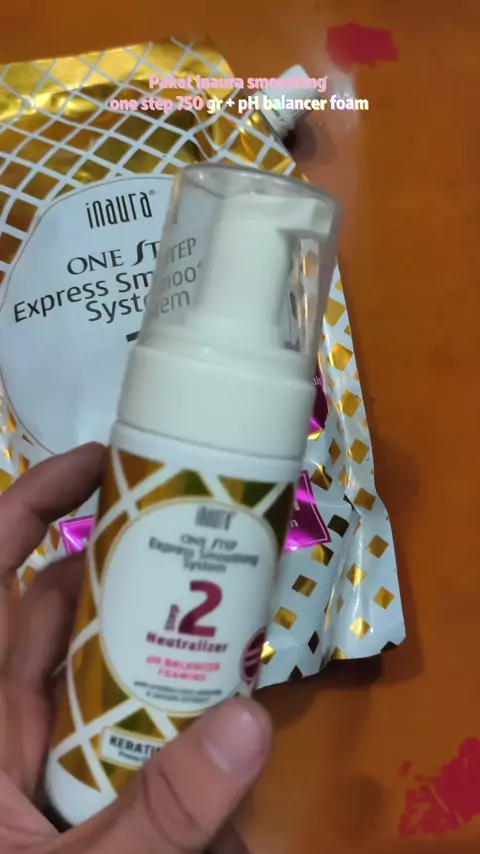 Paket Inaura smoothing
one step 750 gr + pH balancer foam
inaura®
ONE STEP
Express Smoo
System
inaura
ONE STEP
Express Smoothing
System
Step 2
Neutralizer
pH BALANCER
FOAMING
KERATIN